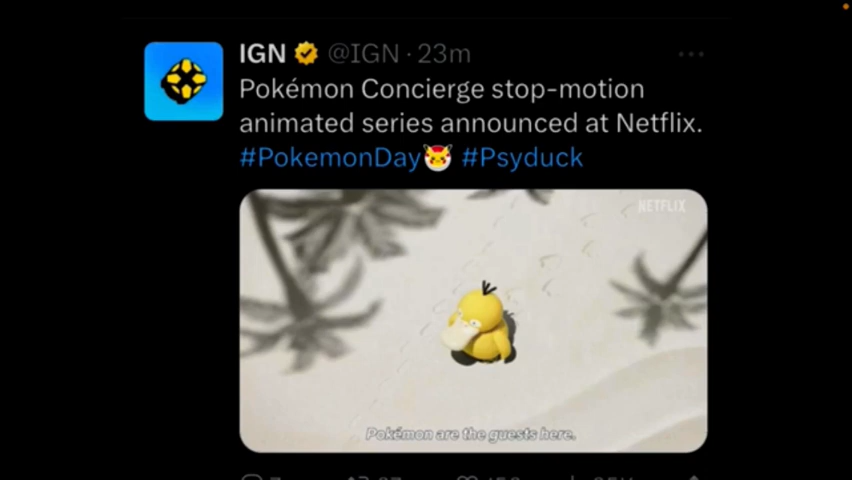 IGN @IGN · 23m
Pokémon Concierge stop-motion
animated series announced at Netflix.
#PokemonDay #Psyduck
NETFLIX
Pokémon are the guests here.